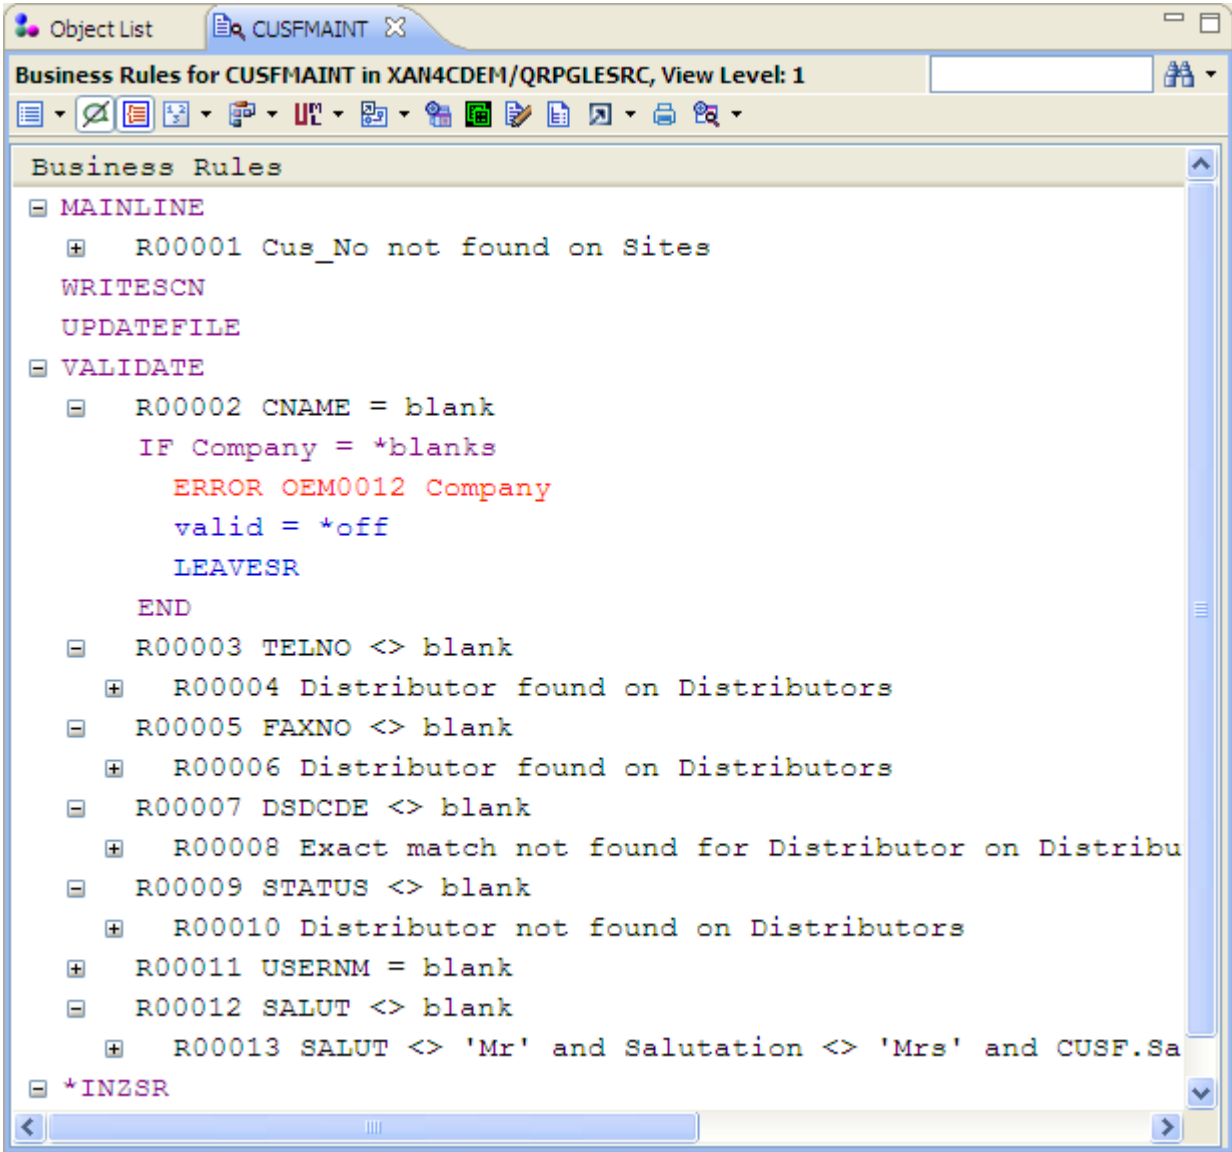 Object List
CUSFMAINT
Business Rules for CUSFMAINT in XAN4CDEM/QRPGLESRC, View Level: 1
Business Rules
MAINLINE
R00001 Cus_No not found on Sites
WRITESCN
UPDATEFILE
VALIDATE
R00002 CNAME = blank
IF Company = *blanks
ERROR OEM0012 Company
valid = *off
LEAVESR
END
R00003 TELNO <> blank
R00004 Distributor found on Distributors
R00005 FAXNO <> blank
R00006 Distributor found on Distributors
R00007 DSDCDE <> blank
R00008 Exact match not found for Distributor on Distribu
R00009 STATUS <> blank
R00010 Distributor not found on Distributors
R00011 USERNM = blank
R00012 SALUT <> blank
R00013 SALUT <> 'Mr' and Salutation <> 'Mrs' and CUSF.Sa
*INZSR